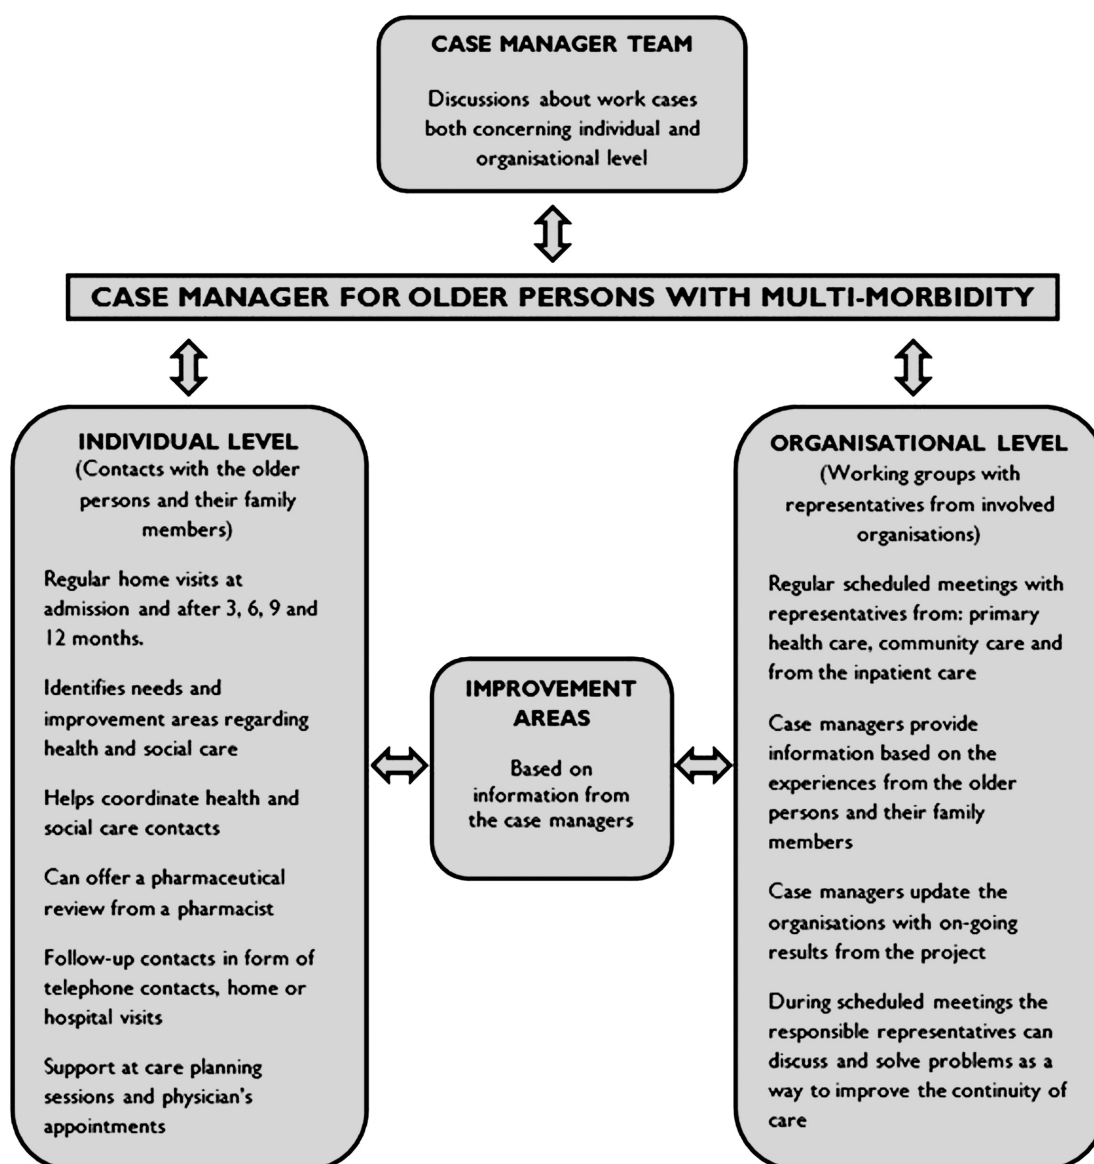 CASE MANAGER TEAM
Discussions about work cases
both concerning individual and
organisational level
CASE MANAGER FOR OLDER PERSONS WITH MULTI-MORBIDITY
INDIVIDUAL LEVEL
(Contacts with the older
persons and their family
members)
Regular home visits at
admission and after 3, 6, 9 and
12 months.
Identifies needs and
improvement areas regarding
health and social care
Helps coordinate health and
social care contacts
Can offer a pharmaceutical
review from a pharmacist
Follow-up contacts in form of
telephone contacts, home or
hospital visits
Support at care planning
sessions and physician's
appointments
IMPROVEMENT
AREAS
Based on
information from
the case managers
ORGANISATIONAL LEVEL
(Working groups with
representatives from involved
organisations)
Regular scheduled meetings with
representatives from: primary
health care, community care and
from the inpatient care
Case managers provide
information based on the
experiences from the older
persons and their family
members
Case managers update the
organisations with on-going
results from the project
During scheduled meetings the
responsible representatives can
discuss and solve problems as a
way to improve the continuity of
care